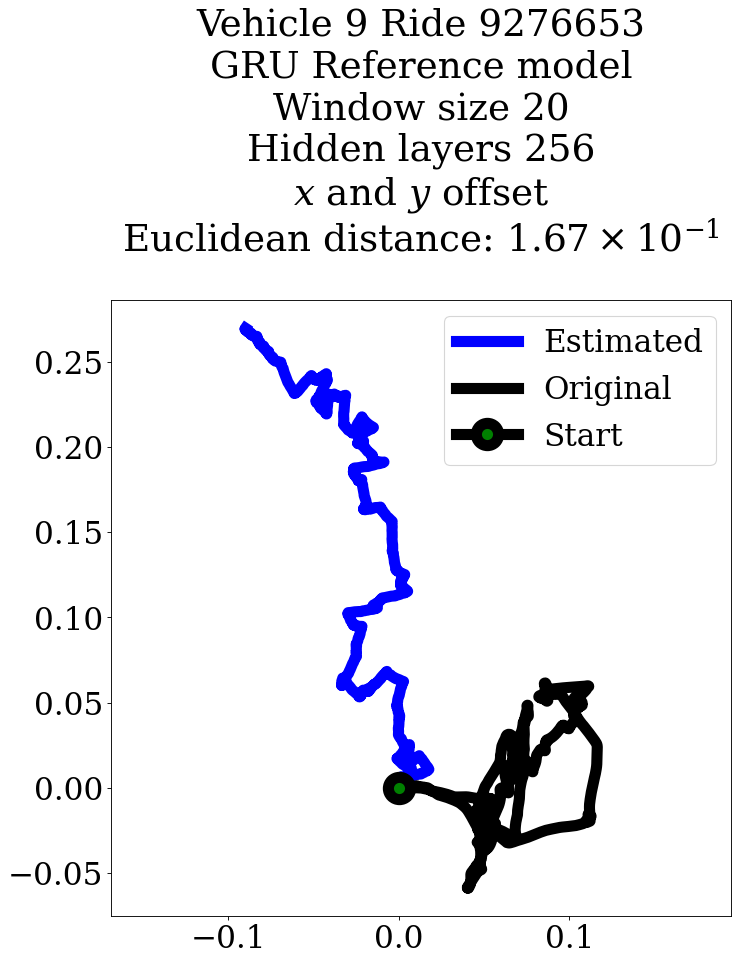 Vehicle 9 Ride 9276653
GRU Reference model
Window size 20
Hidden layers 256
x and y offset
Euclidean distance: 1.67 × 10⁻¹
Estimated
Original
Start
0.25
0.20
0.15
0.10
0.05
0.00
−0.05
−0.1 0.0 0.1